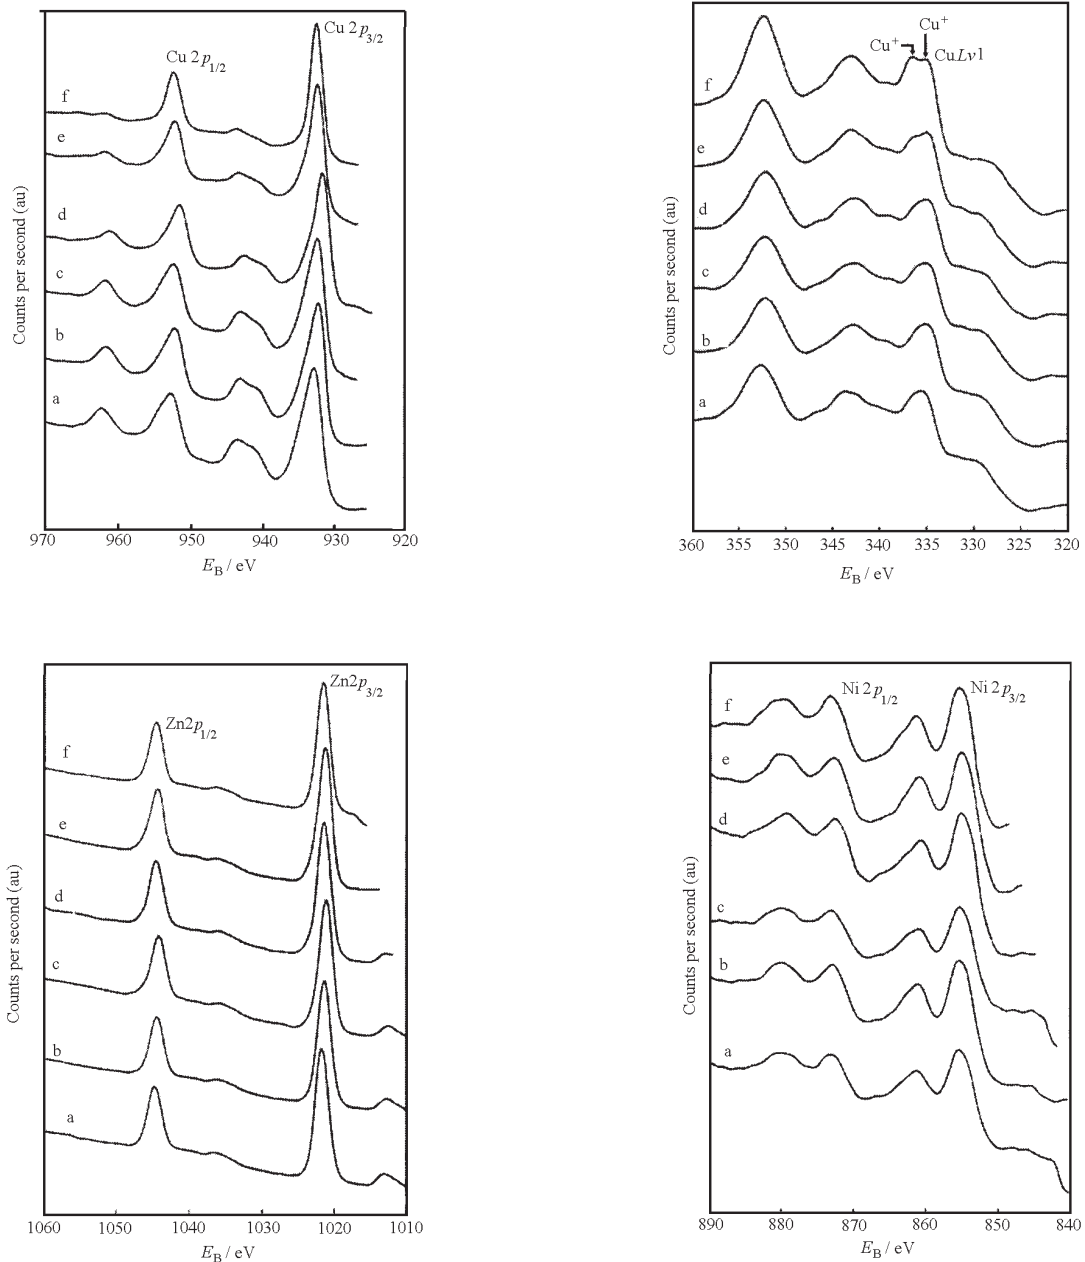 Cu 2p3/2
Cu 2p1/2
f
e
d
c
b
a
Counts per second (au)
970 960 950 940 930 920
EB / eV
Cu+
Cu+
CuLv1
f
e
d
c
b
a
Counts per second (au)
360 355 350 345 340 335 330 325 320
EB / eV
Zn2p3/2
Zn2p1/2
f
e
d
c
b
a
Counts per second (au)
1060 1050 1040 1030 1020 1010
EB / eV
Ni 2p1/2
Ni 2p3/2
f
e
d
c
b
a
Counts per second (au)
890 880 870 860 850 840
EB / eV